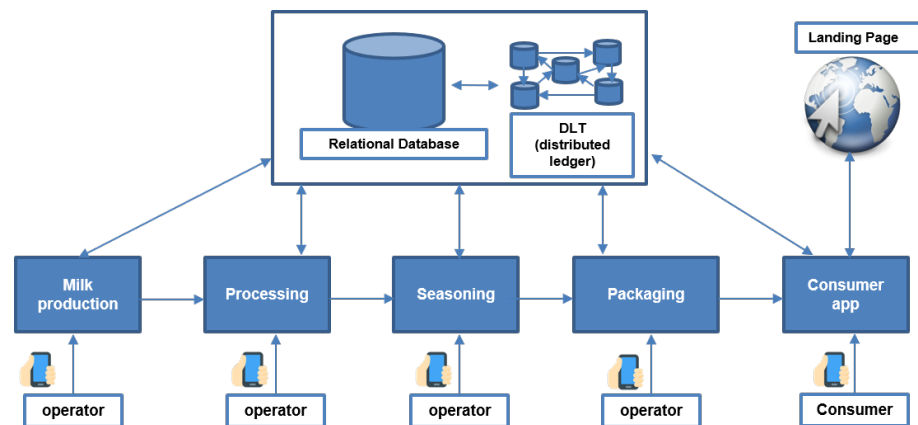 Landing Page
Relational Database
DLT
(distributed
ledger)
Milk
production
Processing
Seasoning
Packaging
Consumer
app
operator
operator
operator
operator
Consumer